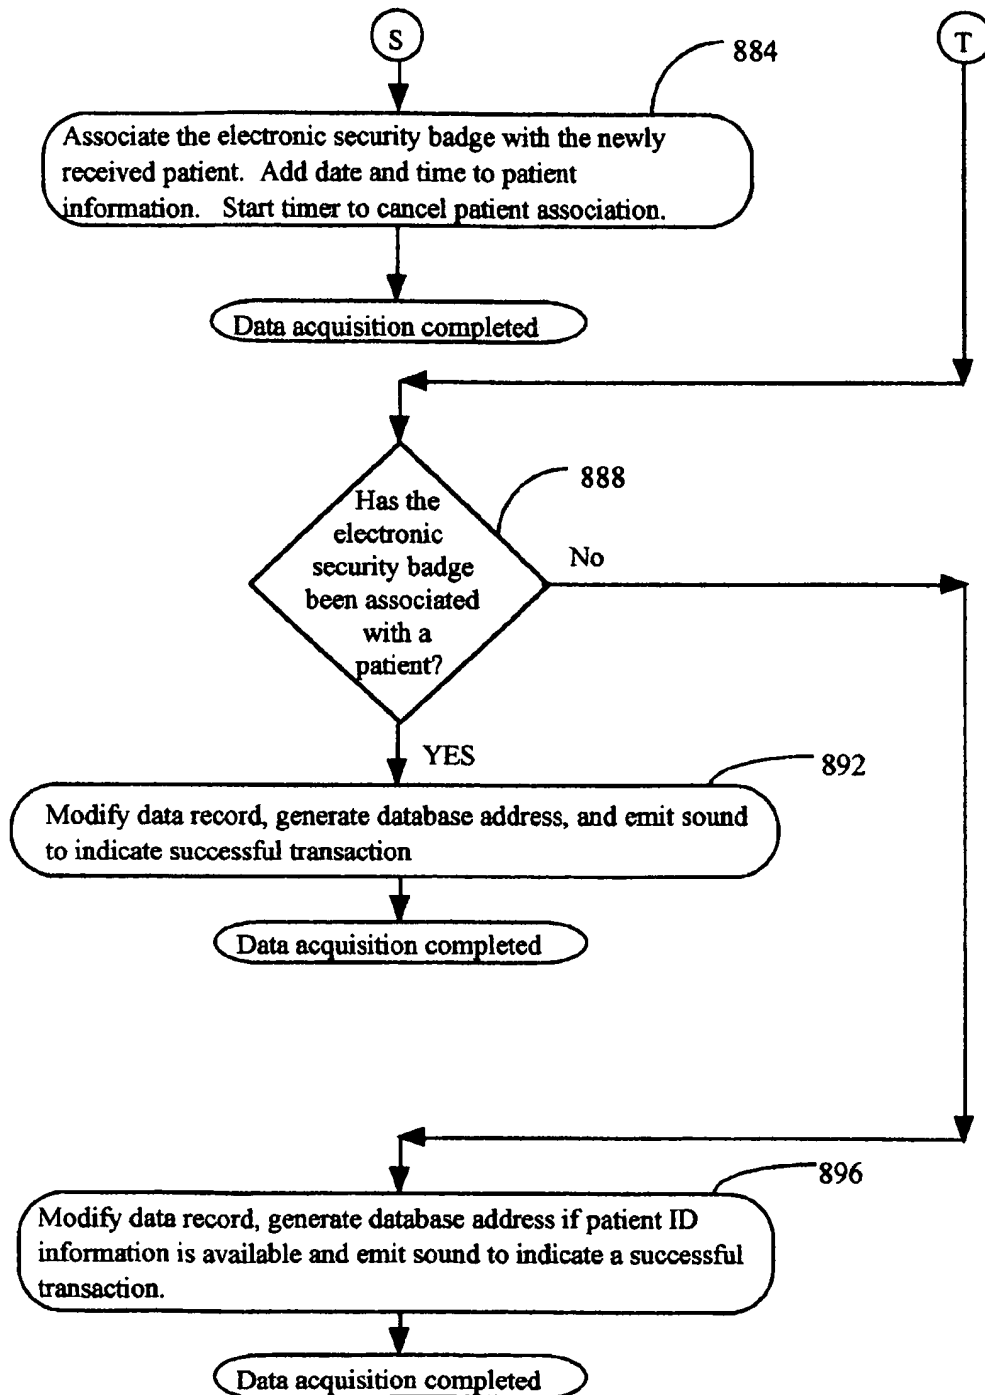 S
T
884
Associate the electronic security badge with the newly
received patient. Add date and time to patient
information. Start timer to cancel patient association.
Data acquisition completed
888
Has the
electronic
security badge
been associated
with a
patient?
No
YES
892
Modify data record, generate database address, and emit sound
to indicate successful transaction
Data acquisition completed
896
Modify data record, generate database address if patient ID
information is available and emit sound to indicate a successful
transaction.
Data acquisition completed